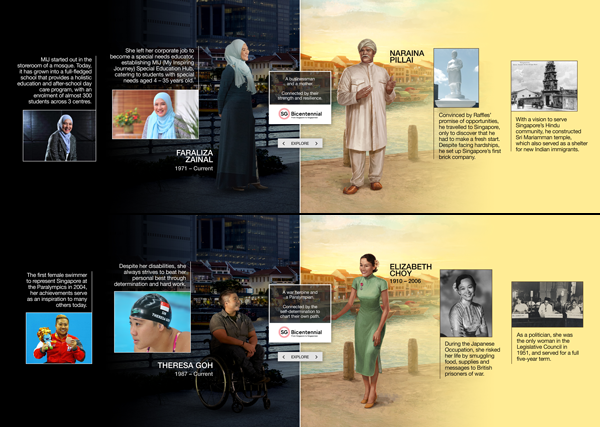 MIJ started out in the
storeroom of a mosque. Today,
it has grown into a full-fledged
school that provides a holistic
education and after-school day
care program, with an
enrolment of almost 300
students across 3 centres.
She left her corporate job to
become a special needs educator,
establishing MIJ (My Inspiring
Journey) Special Education Hub,
catering to students with special
needs aged 4 – 35 years old.
FARALIZA
ZAINAL
1971 – Current
A businessman
and a mother.
Connected by their
strength and resilience.
SG Bicentennial
‹ EXPLORE ›
NARAINA
PILLAI
Convinced by Raffles'
promise of opportunities,
he travelled to Singapore,
only to discover that he
had to make a fresh start.
Despite facing hardships,
he set up Singapore's first
brick company.
With a vision to serve
Singapore's Hindu
community, he constructed
Sri Mariamman temple,
which also served as a shelter
for new Indian immigrants.
The first female swimmer
to represent Singapore at
the Paralympics in 2004,
her achievements serve
as an inspiration to many
others today.
Despite her disabilities, she
always strives to beat her
personal best through
determination and hard work.
THERESA GOH
1987 – Current
A war heroine and
a Paralympian.
Connected by the
self-determination to
chart their own path.
SG Bicentennial
‹ EXPLORE ›
ELIZABETH
CHOY
1910 – 2006
During the Japanese
Occupation, she risked
her life by smuggling
food, supplies and
messages to British
prisoners of war.
As a politician, she was
the only woman in the
Legislative Council in
1951, and served for a full
five-year term.